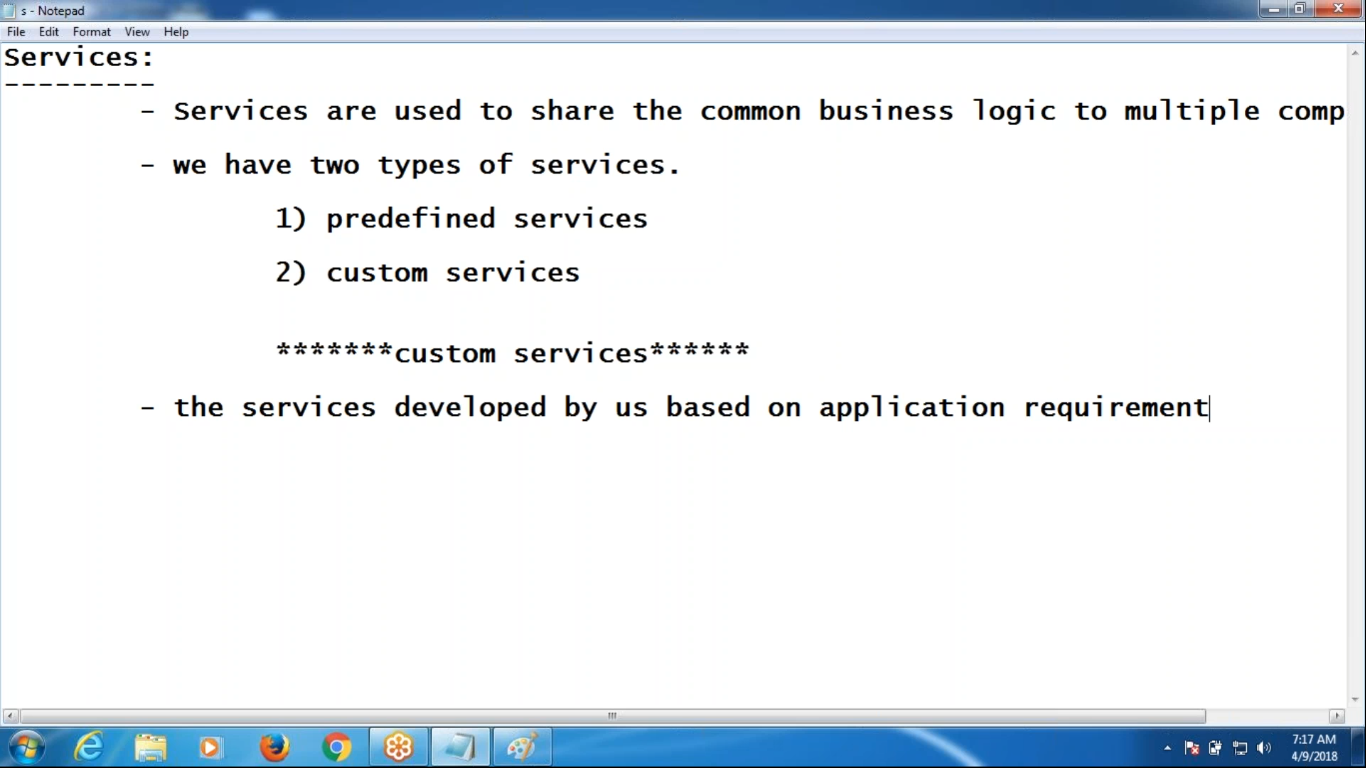 s - Notepad
File Edit Format View Help
Services:
---------
- Services are used to share the common business logic to multiple comp
- we have two types of services.
1) predefined services
2) custom services
*******custom services******
- the services developed by us based on application requirement
7:17 AM
4/9/2018